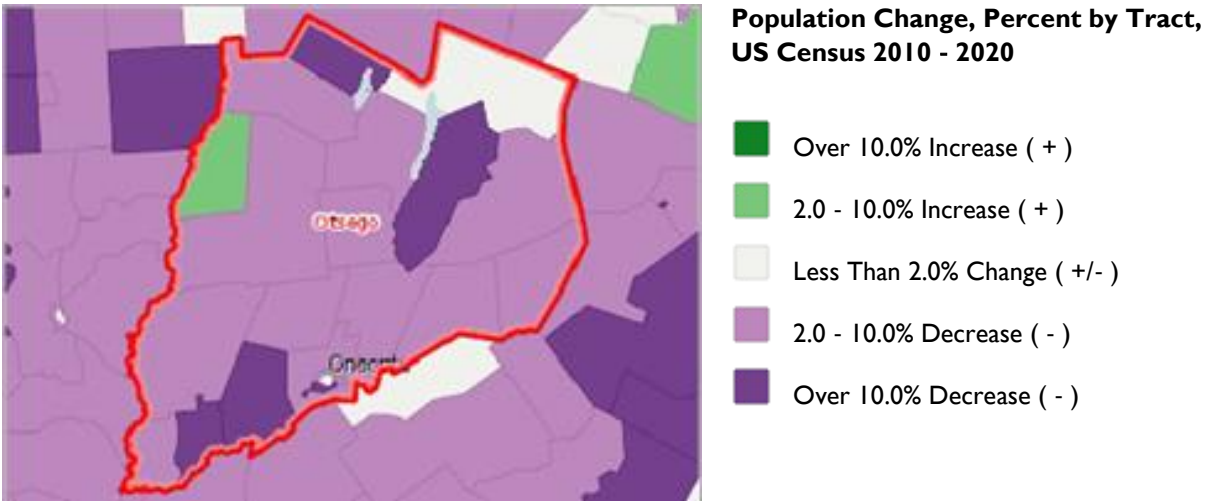 Population Change, Percent by Tract,
US Census 2010 - 2020
Over 10.0% Increase ( + )
2.0 - 10.0% Increase ( + )
Less Than 2.0% Change ( +/- )
2.0 - 10.0% Decrease ( - )
Over 10.0% Decrease ( - )
Otsego